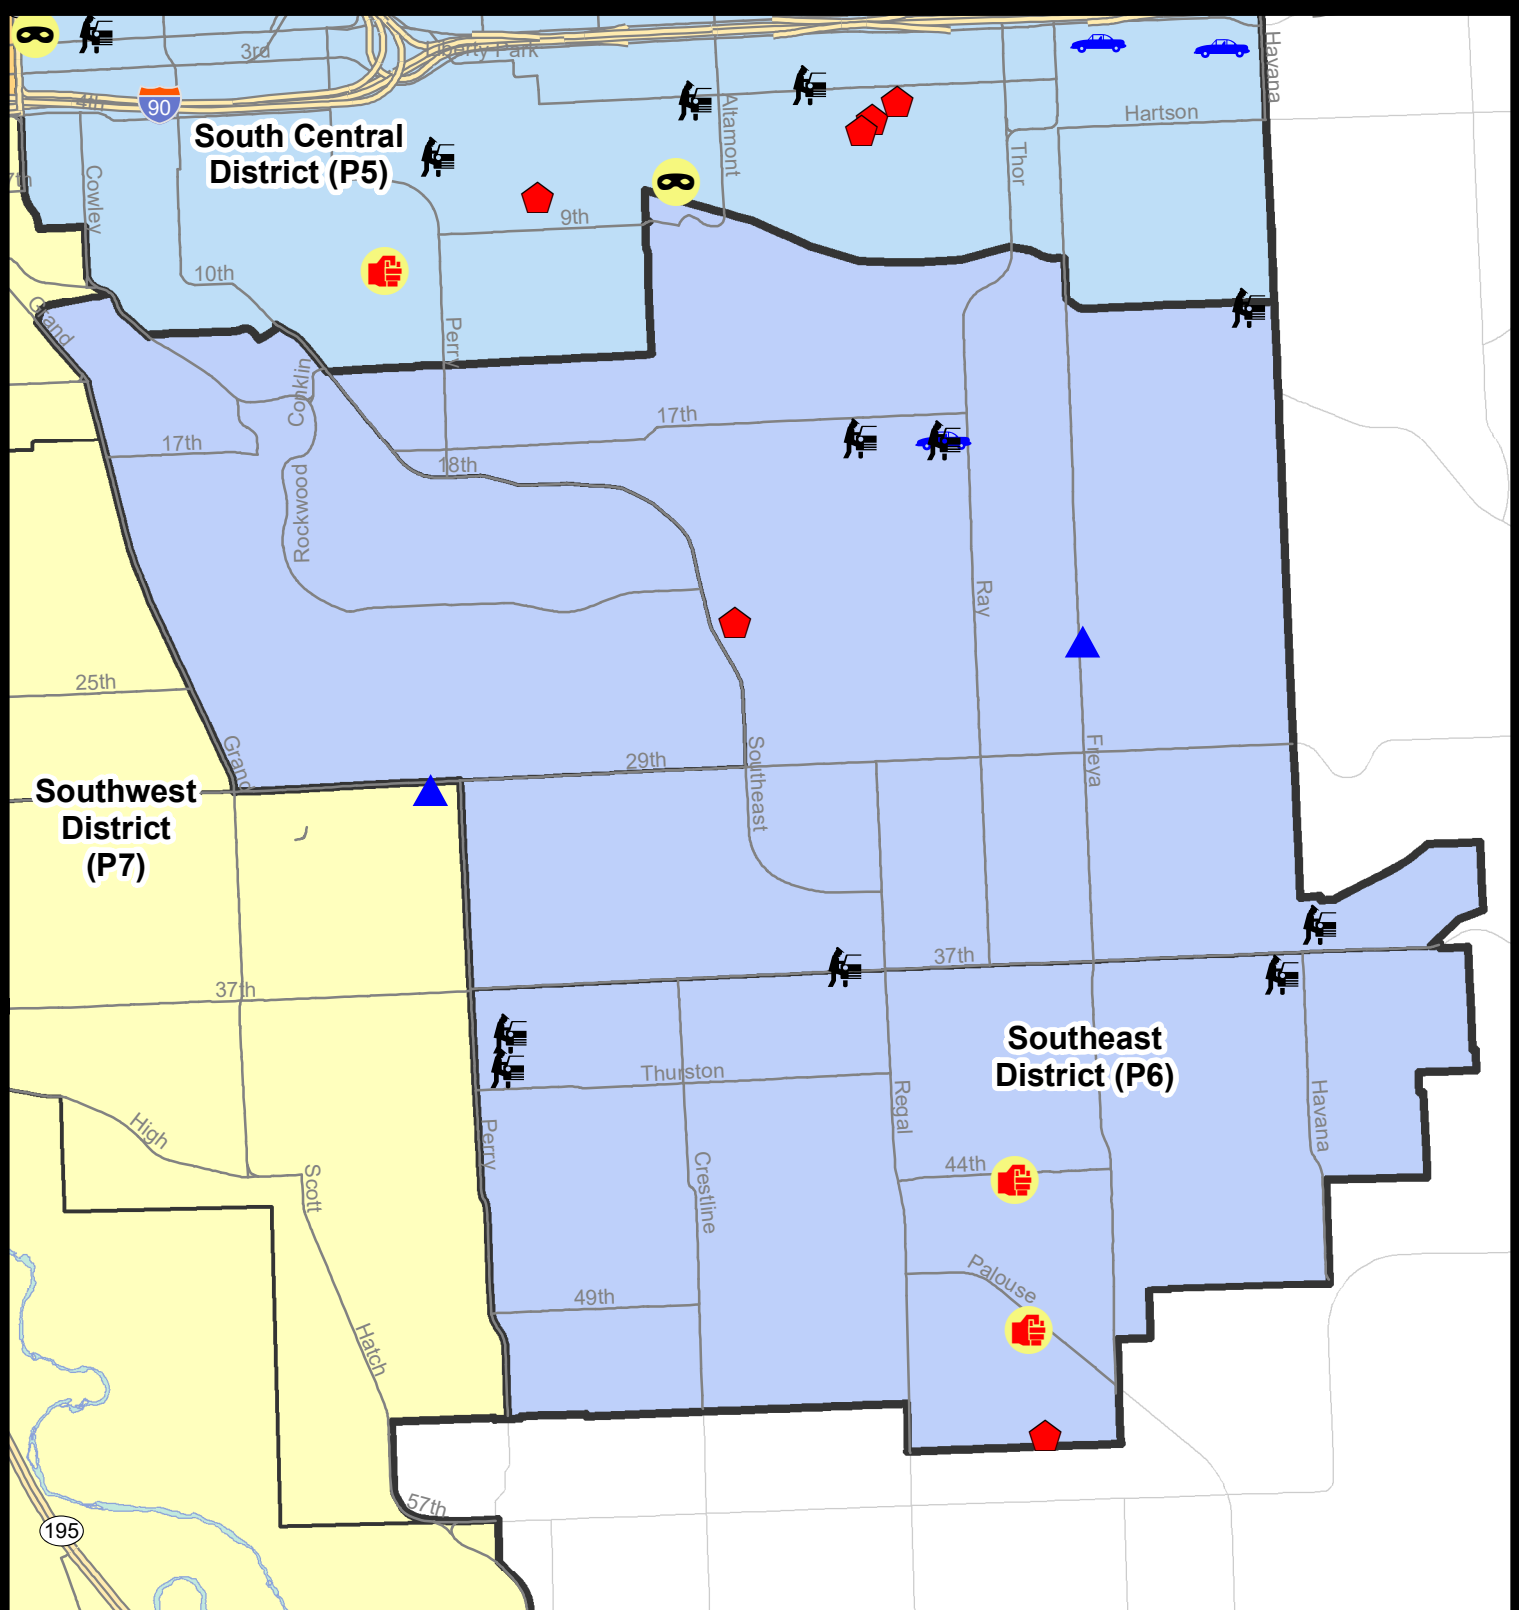 3rd
Liberty Park
Havana
4th
90
Hartson
South Central
District (P5)
Altamont
Thor
7th
Cowley
9th
10th
Grand
Perry
Conklin
17th
17th
18th
Rockwood
Ray
25th
Grand
29th
Southeast
Freya
Southwest
District
(P7)
37th
37th
Southeast
District (P6)
Thurston
High
Perry
Regal
Havana
Scott
Crestline
44th
Palouse
49th
Hatch
57th
195